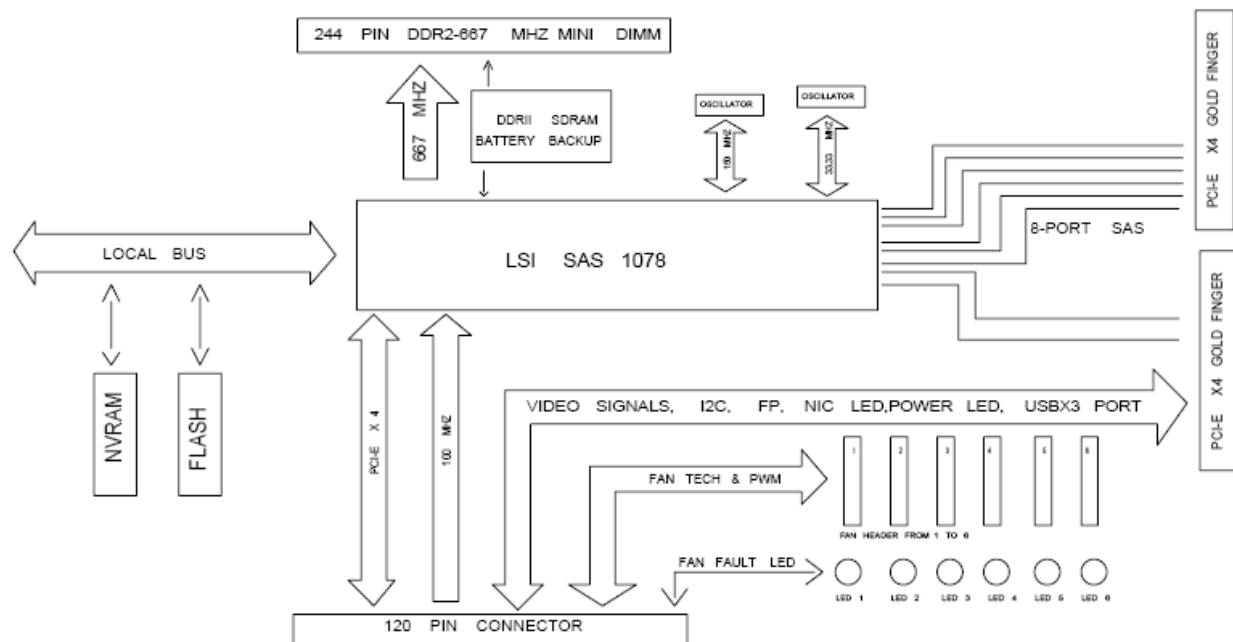 244 PIN DDR2-667 MHZ MINI DIMM
667 MHZ
DDRII SDRAM
BATTERY BACKUP
OSCILLATOR
OSCILLATOR
33.33 MHZ
PCI-E X4 GOLD FINGER
LOCAL BUS
LSI SAS 1078
8-PORT SAS
NVRAM
FLASH
PCI-E X 4
100 MHZ
VIDEO SIGNALS, I2C, FP, NIC LED,POWER LED, USBX3 PORT
PCI-E X4 GOLD FINGER
FAN TECH & PWM
1 2 3 4 5 6
FAN HEADER FROM 1 TO 6
FAN FAULT LED
LED 1 LED 2 LED 3 LED 4 LED 5 LED 6
120 PIN CONNECTOR